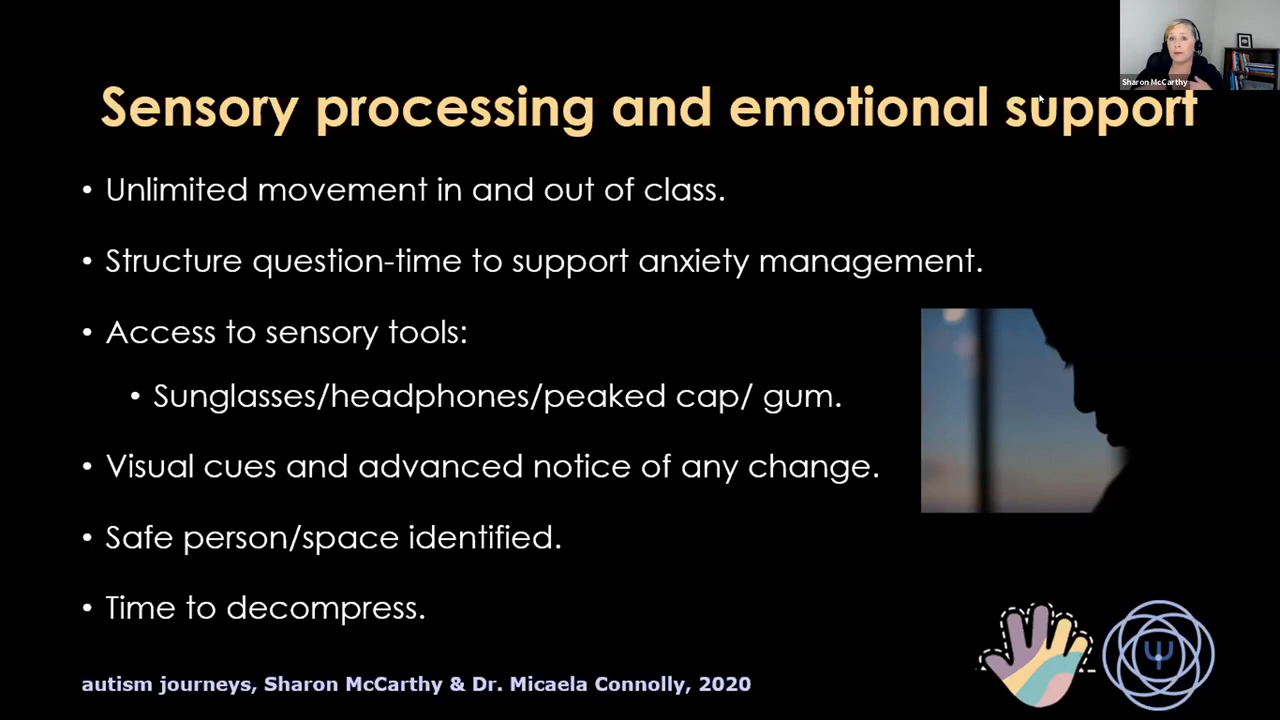 Sharon McCarthy
Sensory processing and emotional support
• Unlimited movement in and out of class.
• Structure question-time to support anxiety management.
• Access to sensory tools:
• Sunglasses/headphones/peaked cap/ gum.
• Visual cues and advanced notice of any change.
• Safe person/space identified.
• Time to decompress.
autism journeys, Sharon McCarthy & Dr. Micaela Connolly, 2020
Ψ